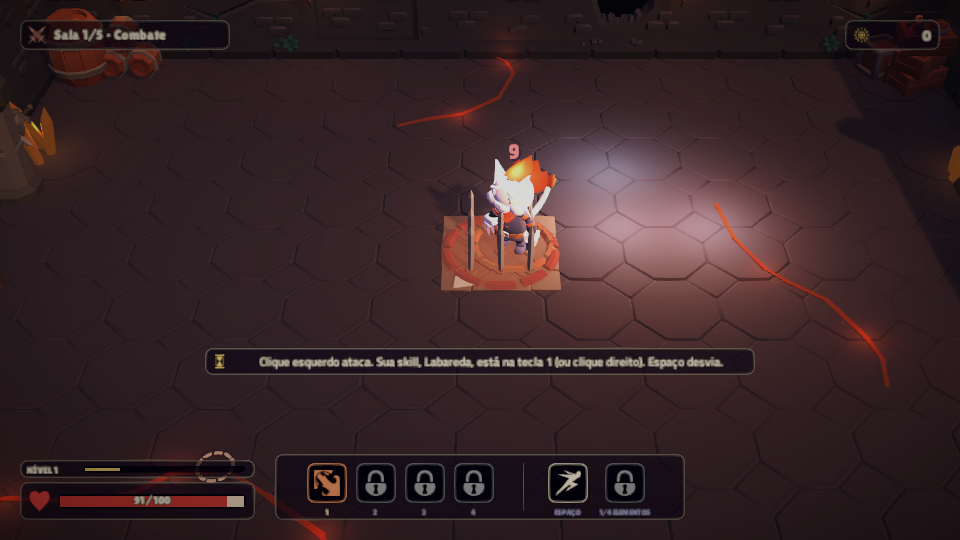 Sala 1/5 - Combate
0
9
Clique esquerdo ataca. Sua skill, Labareda, está na tecla 1 (ou clique direito). Espaço desvia.
NÍVEL 1
91/100
1 2 3 4 ESPAÇO 1/4 ELEMENTOS